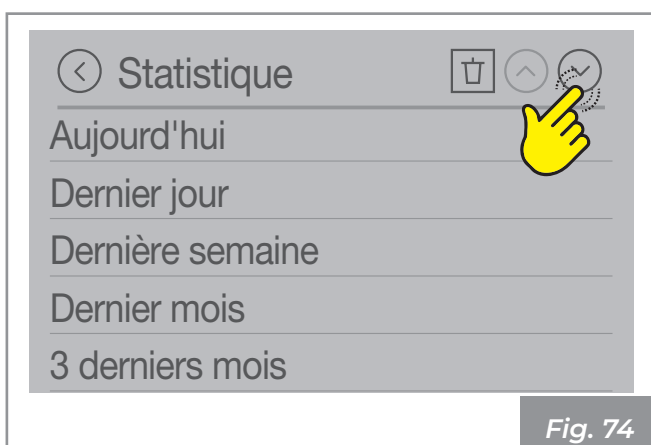 Statistique
Aujourd'hui
Dernier jour
Dernière semaine
Dernier mois
3 derniers mois
Fig. 74